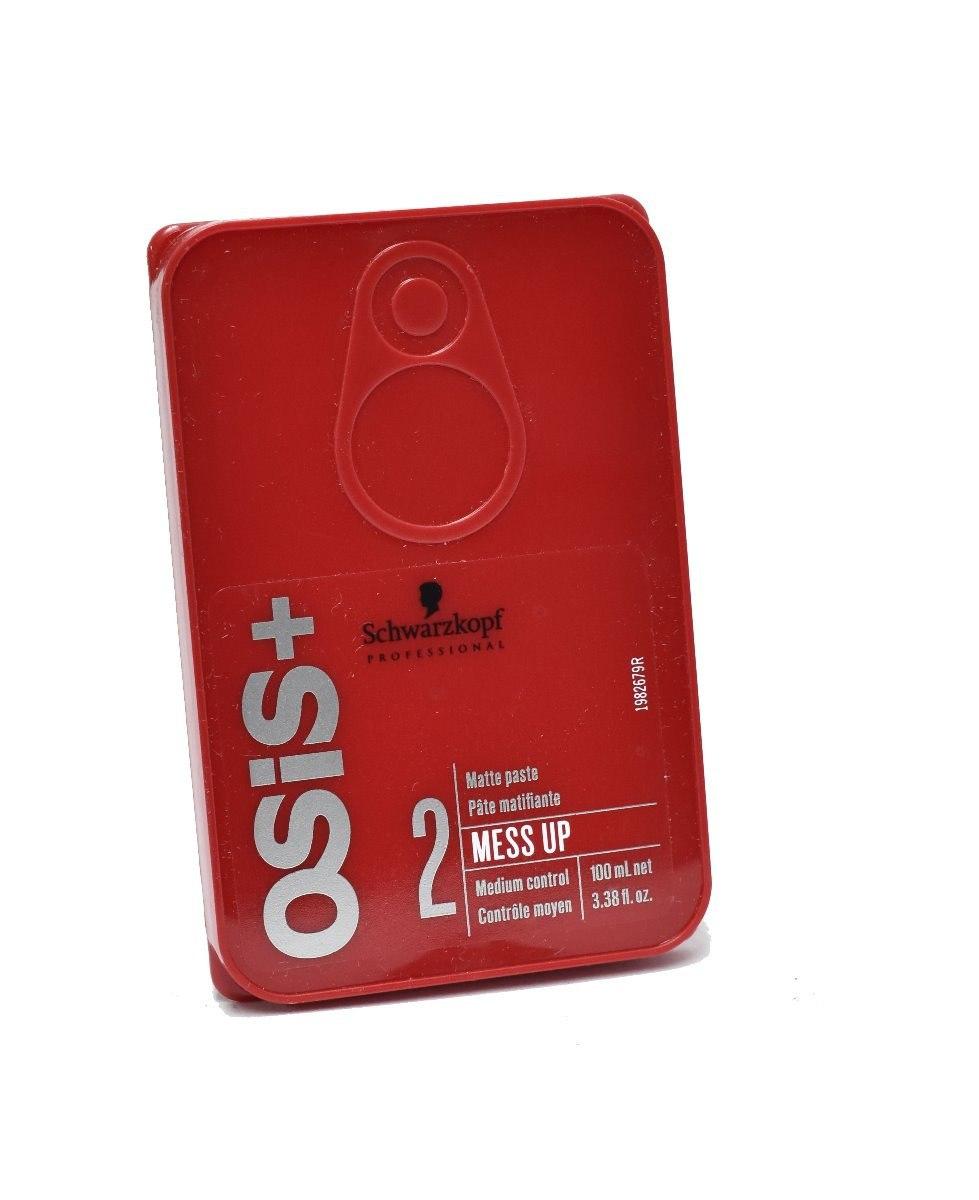 Schwarzkopf
PROFESSIONAL
OSiS+
1982679R
2
Matte paste
Pâte matifiante
MESS UP
Medium control
Contrôle moyen
100 mL net
3.38 fl. oz.